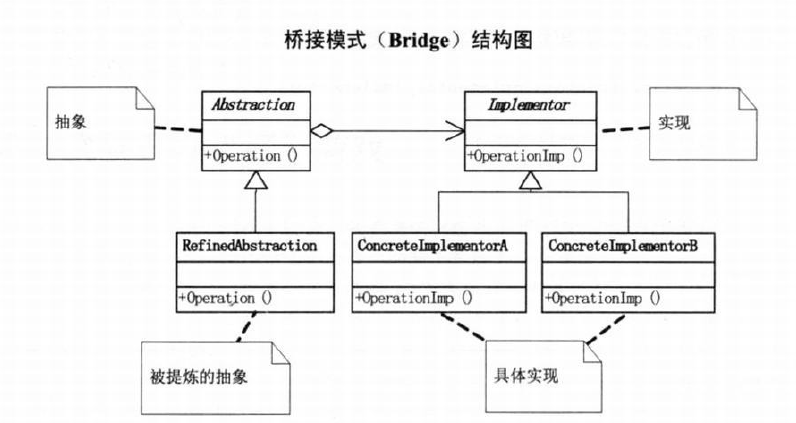 桥接模式（Bridge）结构图
抽象
Abstraction
+Operation ()
Implementor
+OperationImp ()
实现
RefinedAbstraction
+Operation ()
ConcreteImplementorA
+OperationImp ()
ConcreteImplementorB
+OperationImp ()
被提炼的抽象
具体实现